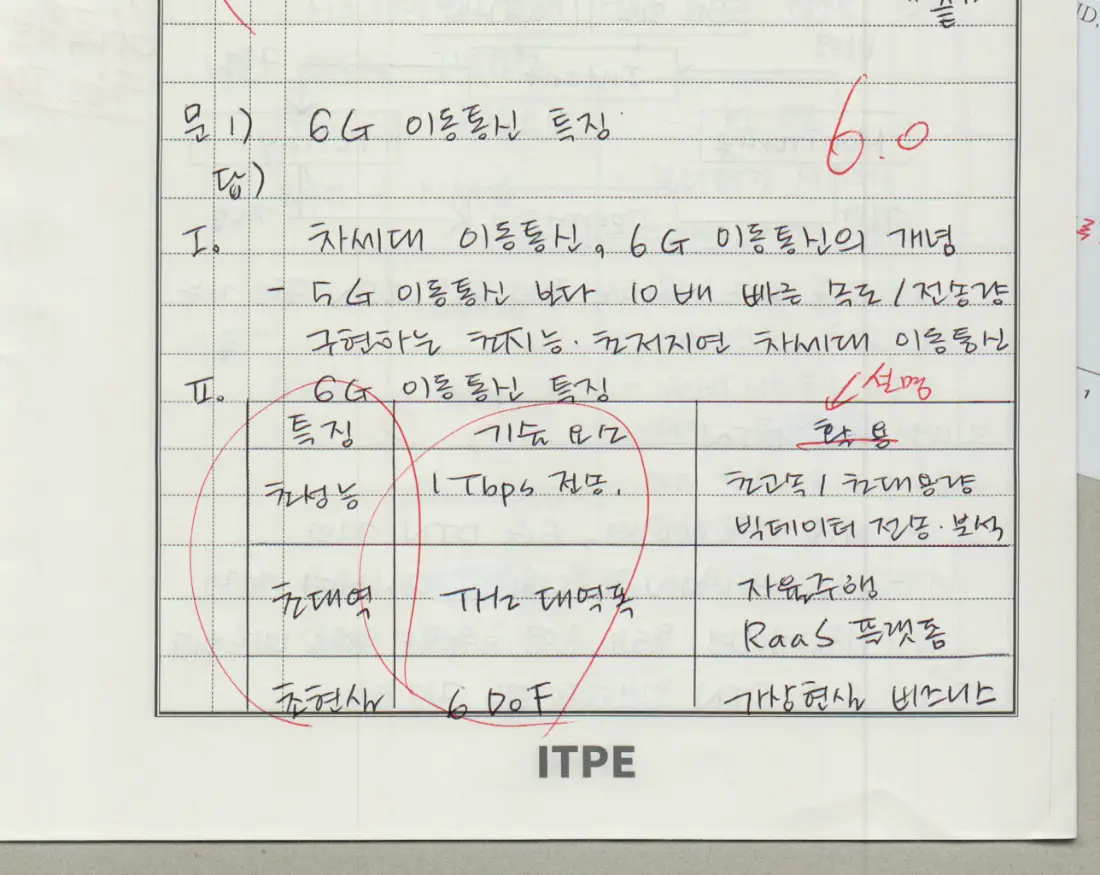 문1) 6G 이동통신 특징
6.0
답)
I. 차세대 이동통신, 6G 이동통신의 개념
- 5G 이동통신 보다 10배 빠른 속도/전송량
구현하는 초지능·초저지연 차세대 이동통신
II. 6G 이동통신 특징
설명
특징 기술 요소 활용
초성능 1Tbps 전송. 초고속/초대용량
빅데이터 전송·분석
초대역 THz 대역폭 자율주행
RaaS 플랫폼
초현실 6DoF 가상현실 비즈니스
ITPE